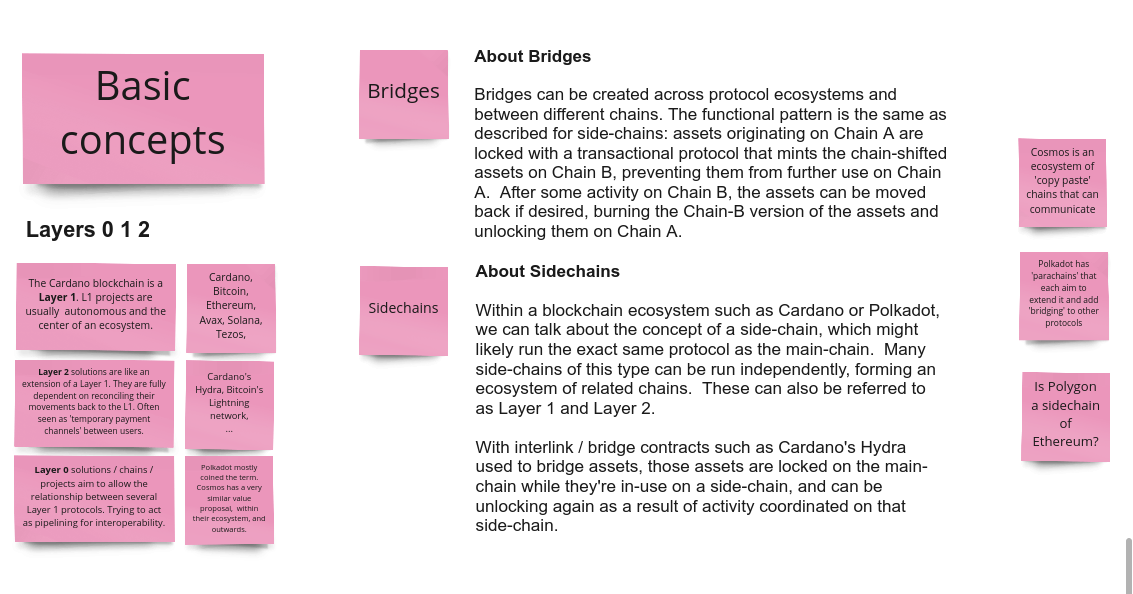 Basic
concepts
Layers 0 1 2
The Cardano blockchain is a
Layer 1. L1 projects are
usually autonomous and the
center of an ecosystem.
Cardano,
Bitcoin,
Ethereum,
Avax, Solana,
Tezos,
Layer 2 solutions are like an
extension of a Layer 1. They are fully
dependent on reconciling their
movements back to the L1. Often
seen as 'temporary payment
channels' between users.
Cardano's
Hydra, Bitcoin's
Lightning
network,
...
Layer 0 solutions / chains /
projects aim to allow the
relationship between several
Layer 1 protocols. Trying to act
as pipelining for interoperability.
Polkadot mostly
coined the term.
Cosmos has a very
similar value
proposal, within
their ecosystem, and
outwards.
Bridges
About Bridges
Bridges can be created across protocol ecosystems and
between different chains. The functional pattern is the same as
described for side-chains: assets originating on Chain A are
locked with a transactional protocol that mints the chain-shifted
assets on Chain B, preventing them from further use on Chain
A.  After some activity on Chain B, the assets can be moved
back if desired, burning the Chain-B version of the assets and
unlocking them on Chain A.
Sidechains
About Sidechains
Within a blockchain ecosystem such as Cardano or Polkadot,
we can talk about the concept of a side-chain, which might
likely run the exact same protocol as the main-chain.  Many
side-chains of this type can be run independently, forming an
ecosystem of related chains.  These can also be referred to
as Layer 1 and Layer 2.
With interlink / bridge contracts such as Cardano's Hydra
used to bridge assets, those assets are locked on the main-
chain while they're in-use on a side-chain, and can be
unlocking again as a result of activity coordinated on that
side-chain.
Cosmos is an
ecosystem of
'copy paste'
chains that can
communicate
Polkadot has
'parachains' that
each aim to
extend it and add
'bridging' to other
protocols
Is Polygon
a sidechain
of
Ethereum?